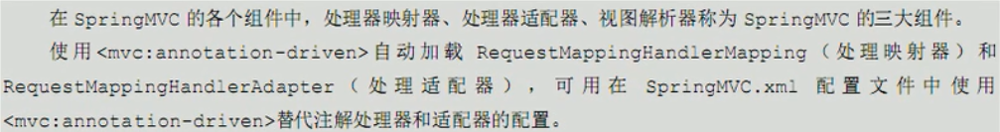 在 SpringMVC 的各个组件中，处理器映射器、处理器适配器、视图解析器称为 SpringMVC 的三大组件。
使用<mvc:annotation-driven>自动加载 RequestMappingHandlerMapping（处理映射器）和
RequestMappingHandlerAdapter（处理适配器），可用在 SpringMVC.xml 配置文件中使用
<mvc:annotation-driven>替代注解处理器和适配器的配置。